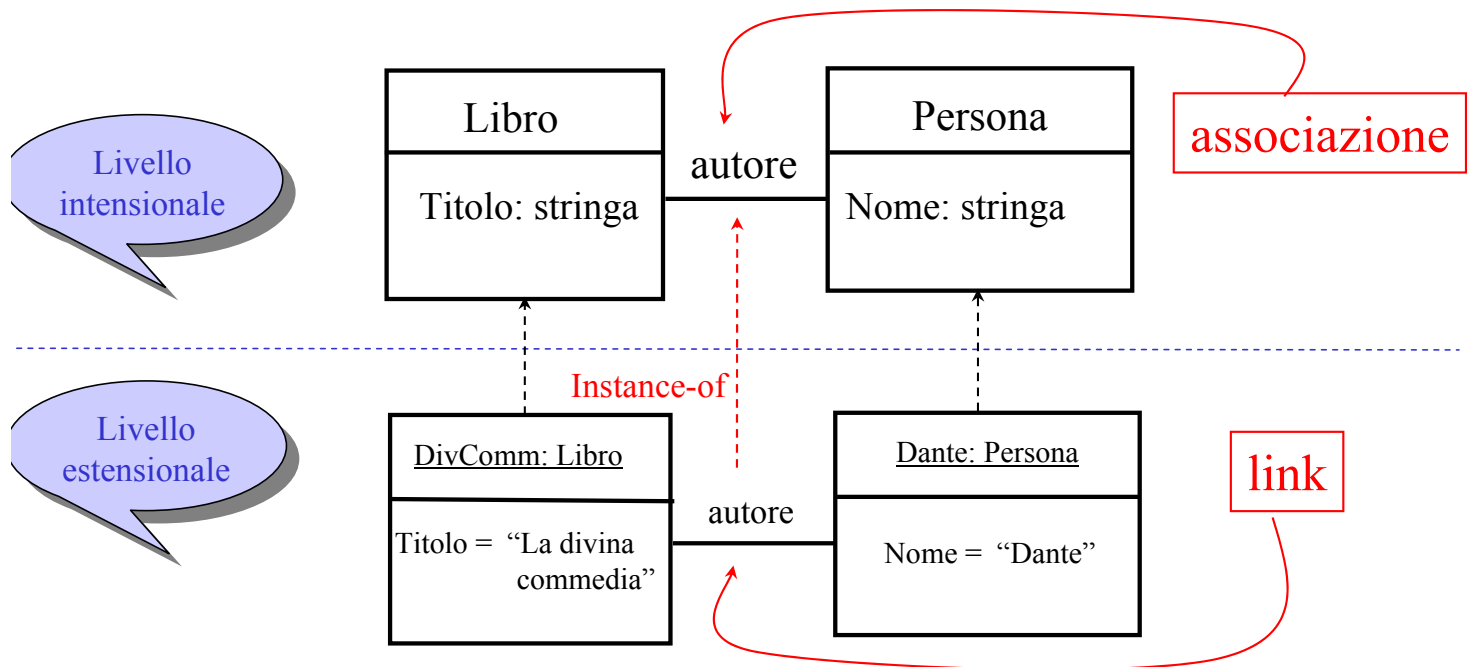 Libro
Persona
associazione
Livello
intensionale
autore
Titolo: stringa
Nome: stringa
Instance-of
Livello
estensionale
DivComm: Libro
Dante: Persona
link
autore
Titolo = “La divina
commedia”
Nome = “Dante”